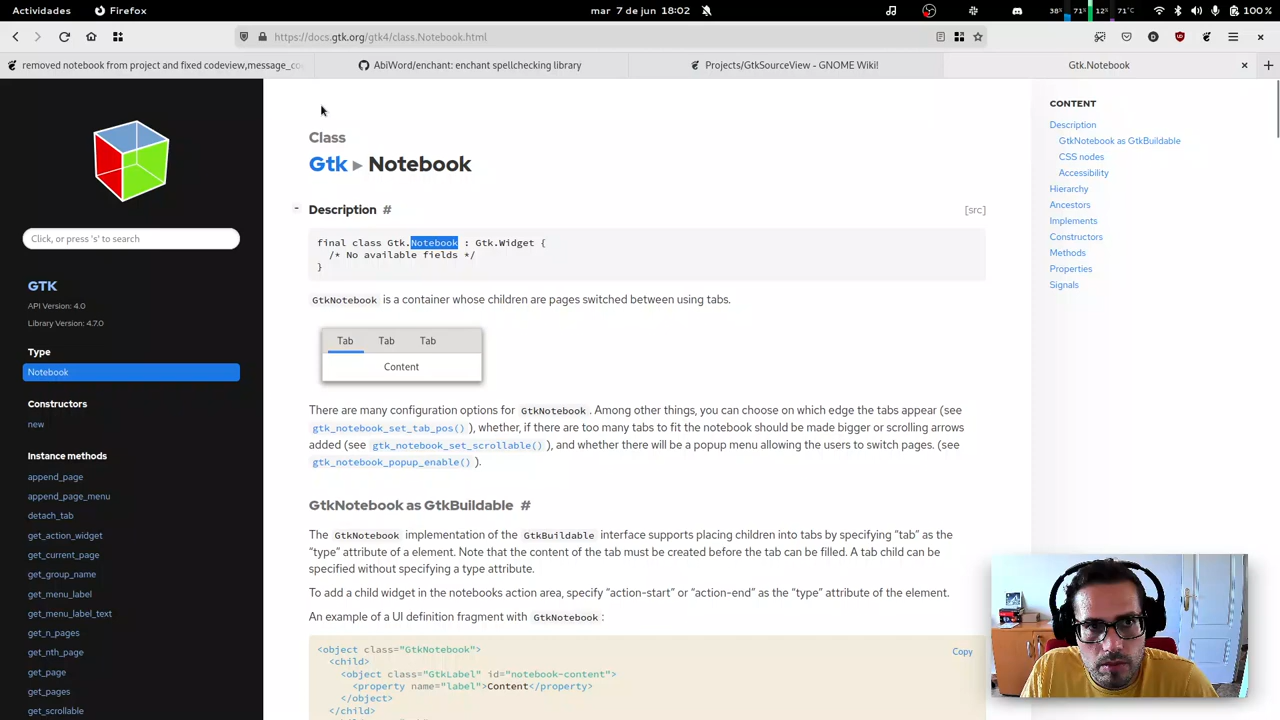 Actividades
Firefox
mar 7 de jun 18:02
38%
71%
12%
71°C
100 %
https://docs.gtk.org/gtk4/class.Notebook.html
removed notebook from project and fixed codeview,message_co
AbiWord/enchant: enchant spellchecking library
Projects/GtkSourceView - GNOME Wiki!
Gtk.Notebook
Click, or press 's' to search
GTK
API Version: 4.0
Library Version: 4.7.0
Type
Notebook
Constructors
new
Instance methods
append_page
append_page_menu
detach_tab
get_action_widget
get_current_page
get_group_name
get_menu_label
get_menu_label_text
get_n_pages
get_nth_page
get_page
get_pages
get_scrollable
Class
Gtk ▸ Notebook
- Description # [src]
final class Gtk.Notebook : Gtk.Widget {
/* No available fields */
}
GtkNotebook is a container whose children are pages switched between using tabs.
Tab Tab Tab
Content
There are many configuration options for GtkNotebook . Among other things, you can choose on which edge the tabs appear (see
gtk_notebook_set_tab_pos() ), whether, if there are too many tabs to fit the notebook should be made bigger or scrolling arrows
added (see gtk_notebook_set_scrollable() ), and whether there will be a popup menu allowing the users to switch pages. (see
gtk_notebook_popup_enable() ).
GtkNotebook as GtkBuildable #
The GtkNotebook implementation of the GtkBuildable interface supports placing children into tabs by specifying “tab” as the
“type” attribute of a element. Note that the content of the tab must be created before the tab can be filled. A tab child can be
specified without specifying a type attribute.
To add a child widget in the notebooks action area, specify “action-start” or “action-end” as the “type” attribute of the element.
An example of a UI definition fragment with GtkNotebook :
<object class="GtkNotebook">
<child>
<object class="GtkLabel" id="notebook-content">
<property name="label">Content</property>
</object>
</child>
Copy
CONTENT
Description
GtkNotebook as GtkBuildable
CSS nodes
Accessibility
Hierarchy
Ancestors
Implements
Constructors
Methods
Properties
Signals